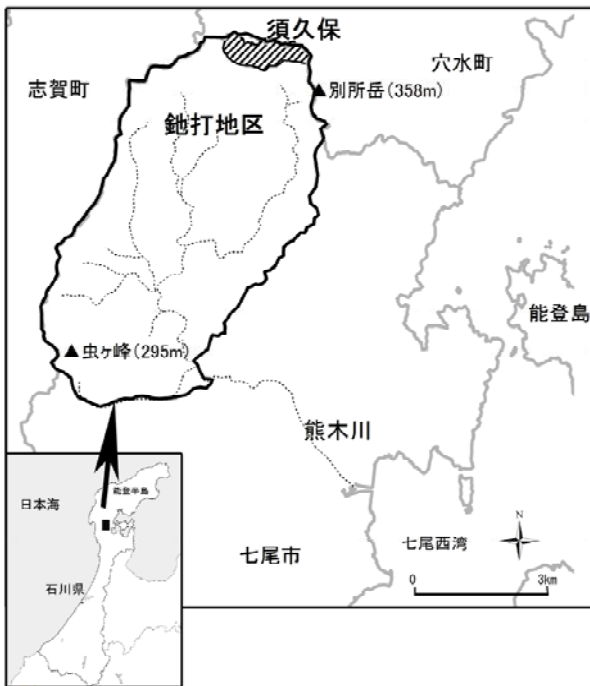 須久保
志賀町
穴水町
▲別所岳(358m)
釶打地区
能登島
▲虫ヶ峰(295m)
熊木川
能登半島
日本海
石川県
七尾市
七尾西湾
N
0 3km